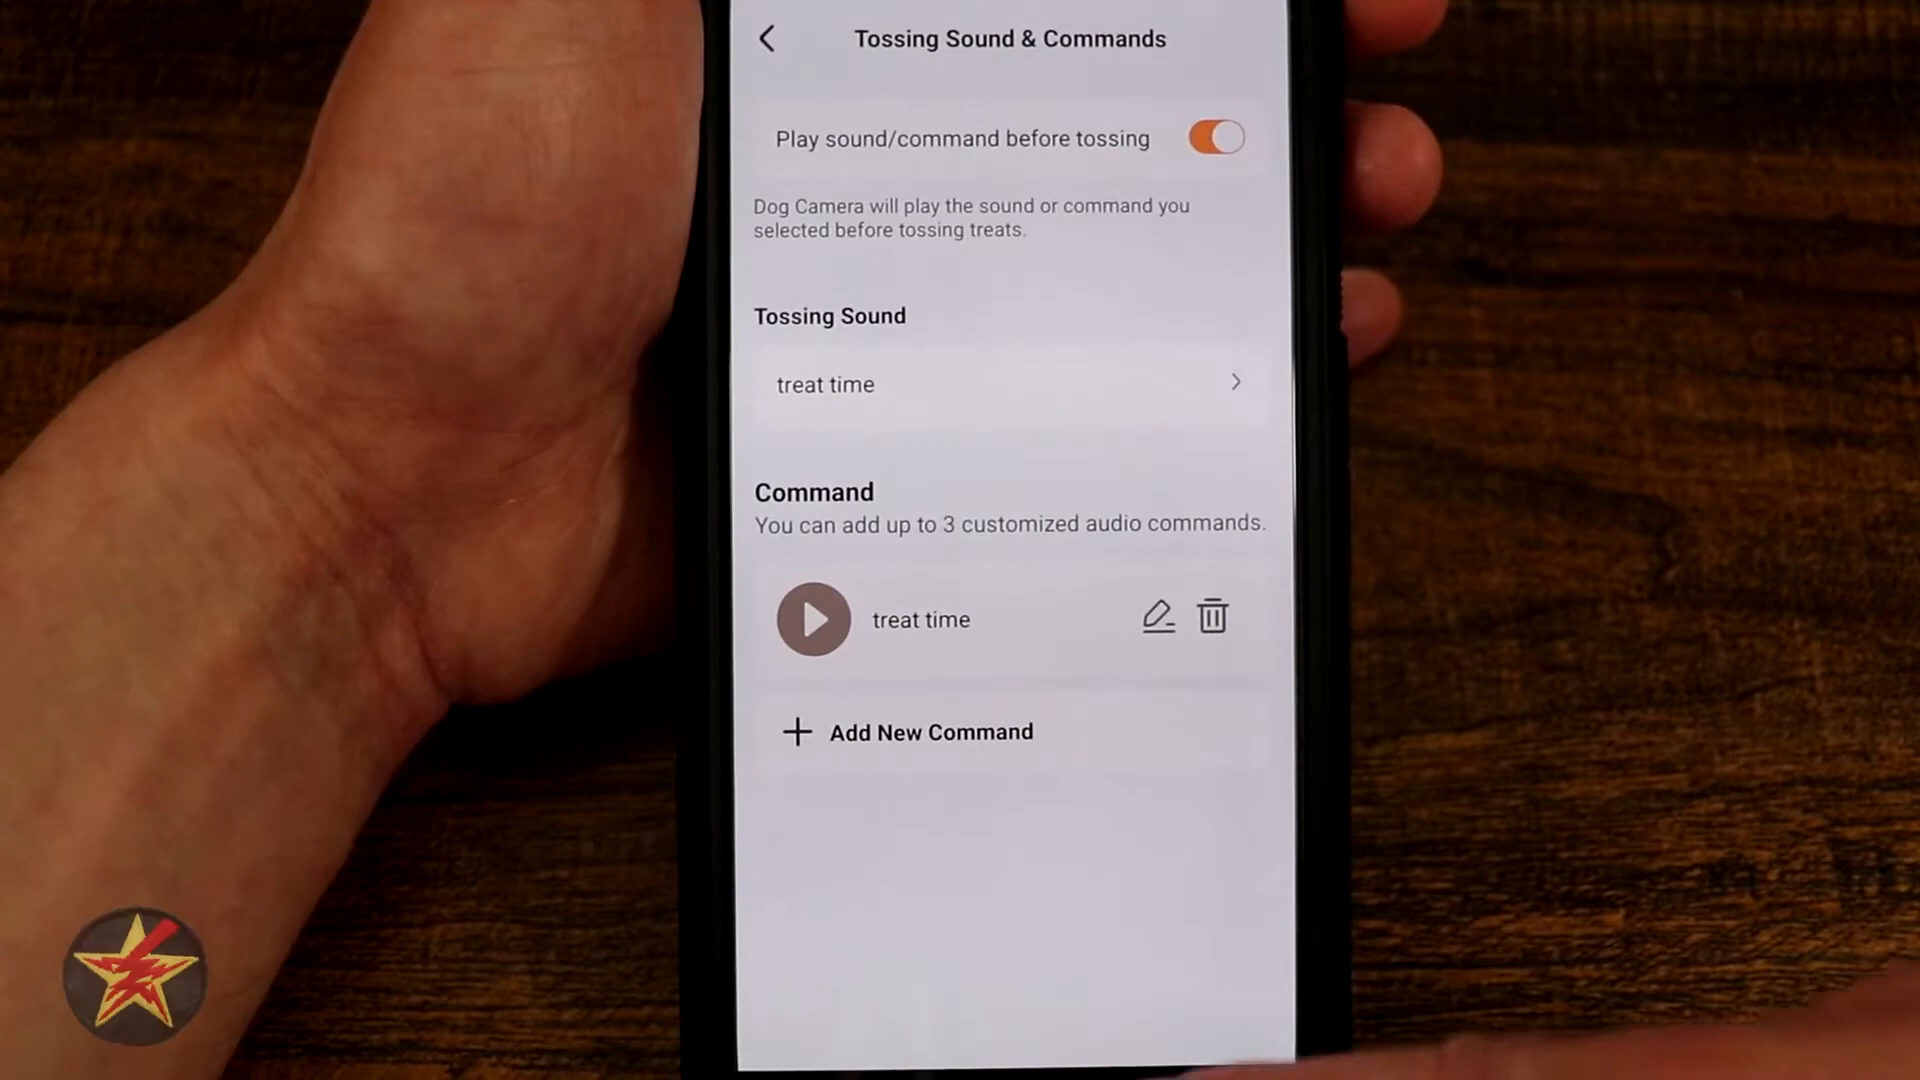 Tossing Sound & Commands
Play sound/command before tossing
Dog Camera will play the sound or command you
selected before tossing treats.
Tossing Sound
treat time
Command
You can add up to 3 customized audio commands.
treat time
Add New Command